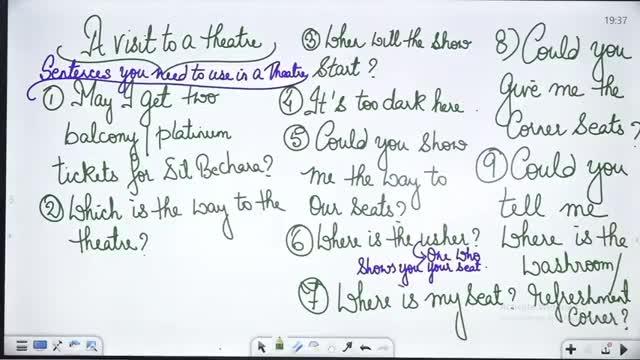 19:37
A visit to a theatre
Sentences you need to use in a Theatre
① May I get two
balcony/platinum
tickets for Dil Bechara?
② Which is the way to the
theatre?
③ When will the show
start?
④ It's too dark here.
⑤ Could you show
me the way to
our seats?
⑥ Where is the usher?
→ One who
shows you your seat.
⑦ Where is my seat?
8) Could you
give me the
Corner Seats?
⑨ Could you
tell me
where is the
washroom/
refreshment
corner?